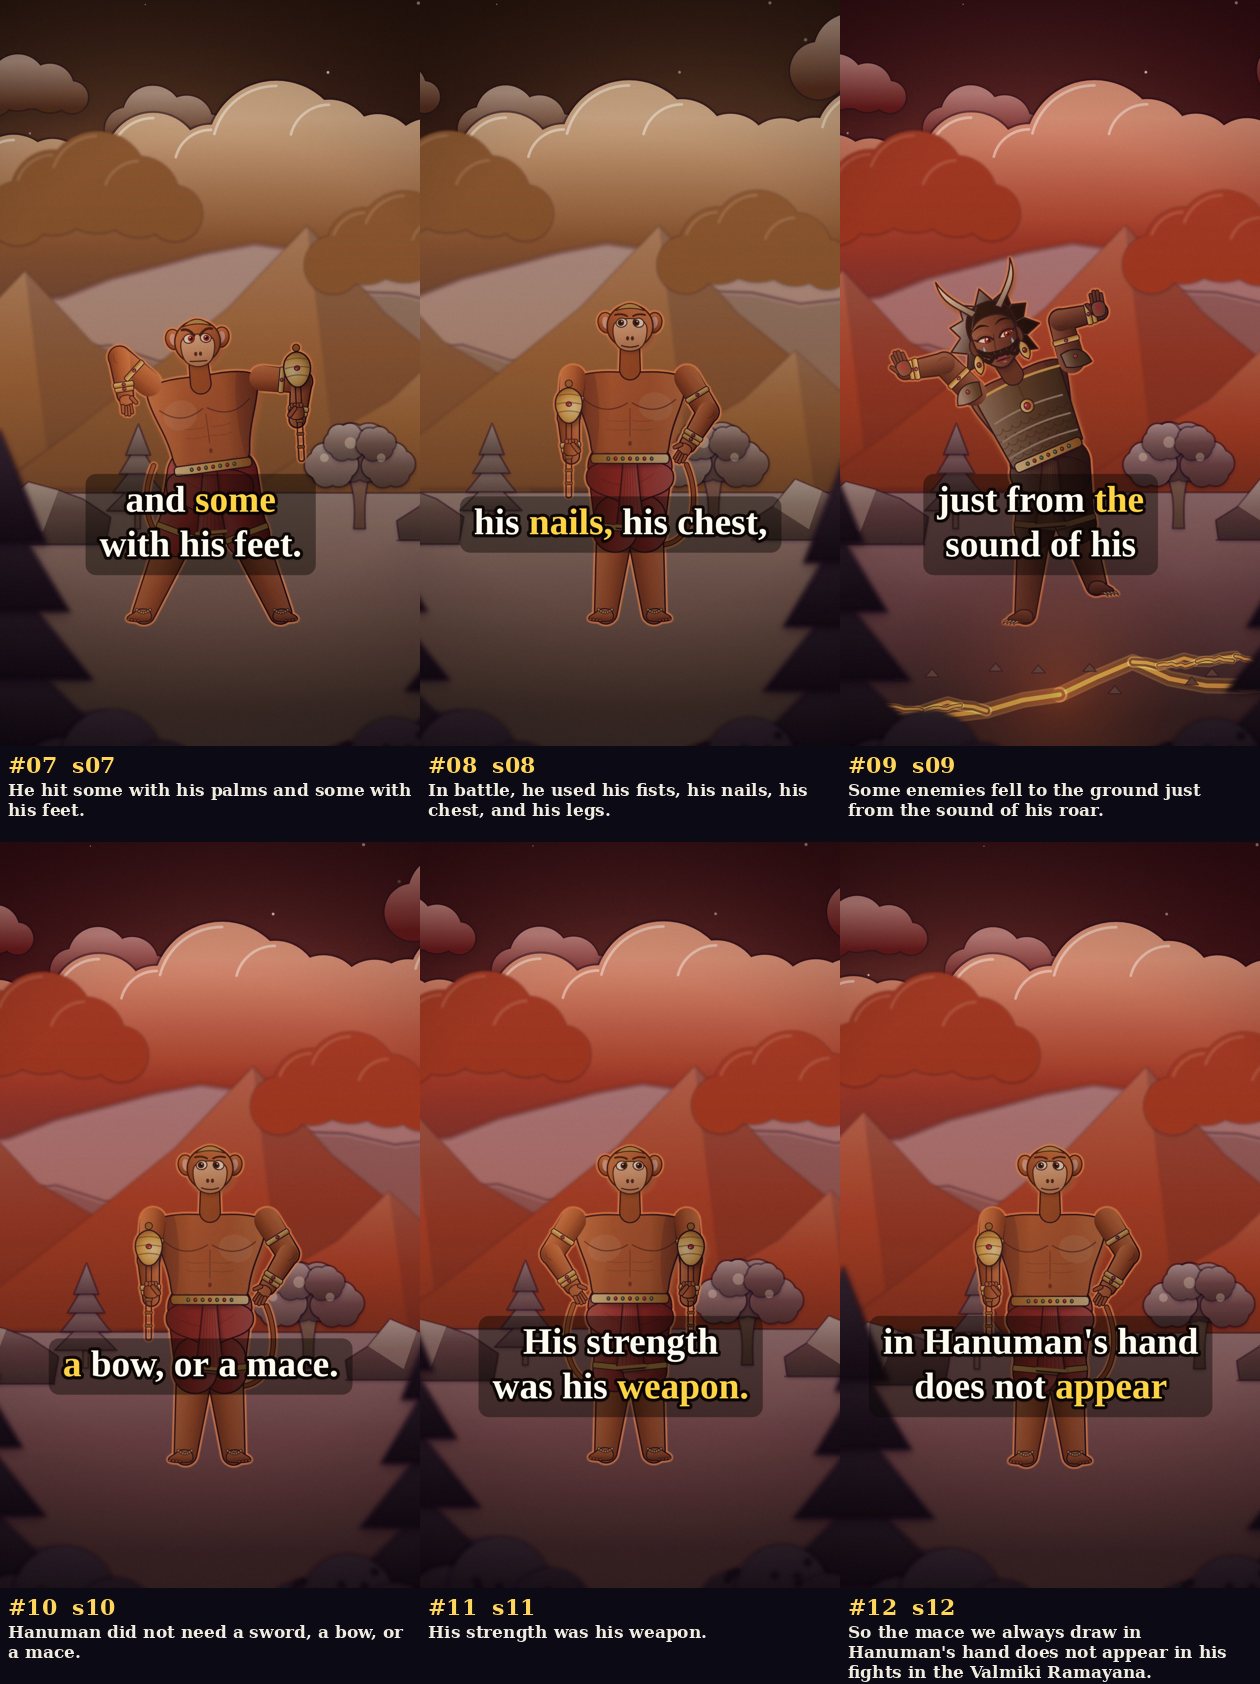 and some
with his feet.
his nails, his chest,
just from the
sound of his
#07 s07
He hit some with his palms and some with
his feet.
#08 s08
In battle, he used his fists, his nails, his
chest, and his legs.
#09 s09
Some enemies fell to the ground just
from the sound of his roar.
a bow, or a mace.
His strength
was his weapon.
in Hanuman's hand
does not appear
#10 s10
Hanuman did not need a sword, a bow, or
a mace.
#11 s11
His strength was his weapon.
#12 s12
So the mace we always draw in
Hanuman's hand does not appear in his
fights in the Valmiki Ramayana.